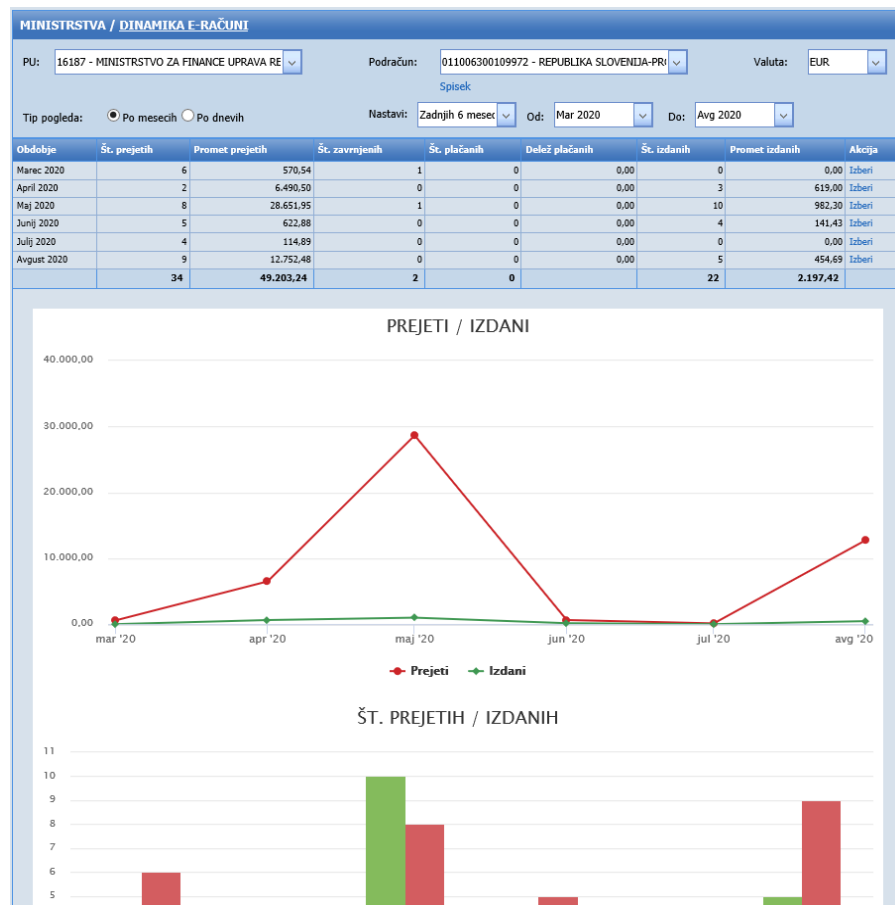 MINISTRSTVA / DINAMIKA E-RAČUNI
PU: 16187 - MINISTRSTVO ZA FINANCE UPRAVA RE Podračun: 011006300109972 - REPUBLIKA SLOVENIJA-PR Valuta: EUR
Spisek
Tip pogleda: Po mesecih Po dnevih Nastavi: Zadnjih 6 mesec Od: Mar 2020 Do: Avg 2020
Obdobje Št. prejetih Promet prejetih Št. zavrnjenih Št. plačanih Delež plačanih Št. izdanih Promet izdanih Akcija
Marec 2020 6 570,54 1 0 0,00 0 0,00 Izberi
April 2020 2 6.490,50 0 0 0,00 3 619,00 Izberi
Maj 2020 8 28.651,95 1 0 0,00 10 982,30 Izberi
Junij 2020 5 622,88 0 0 0,00 4 141,43 Izberi
Julij 2020 4 114,89 0 0 0,00 0 0,00 Izberi
Avgust 2020 9 12.752,48 0 0 0,00 5 454,69 Izberi
34 49.203,24 2 0 22 2.197,42
PREJETI / IZDANI
40.000,00
30.000,00
20.000,00
10.000,00
0,00
mar '20 apr '20 maj '20 jun '20 jul '20 avg '20
Prejeti Izdani
ŠT. PREJETIH / IZDANIH
11
10
9
8
7
6
5